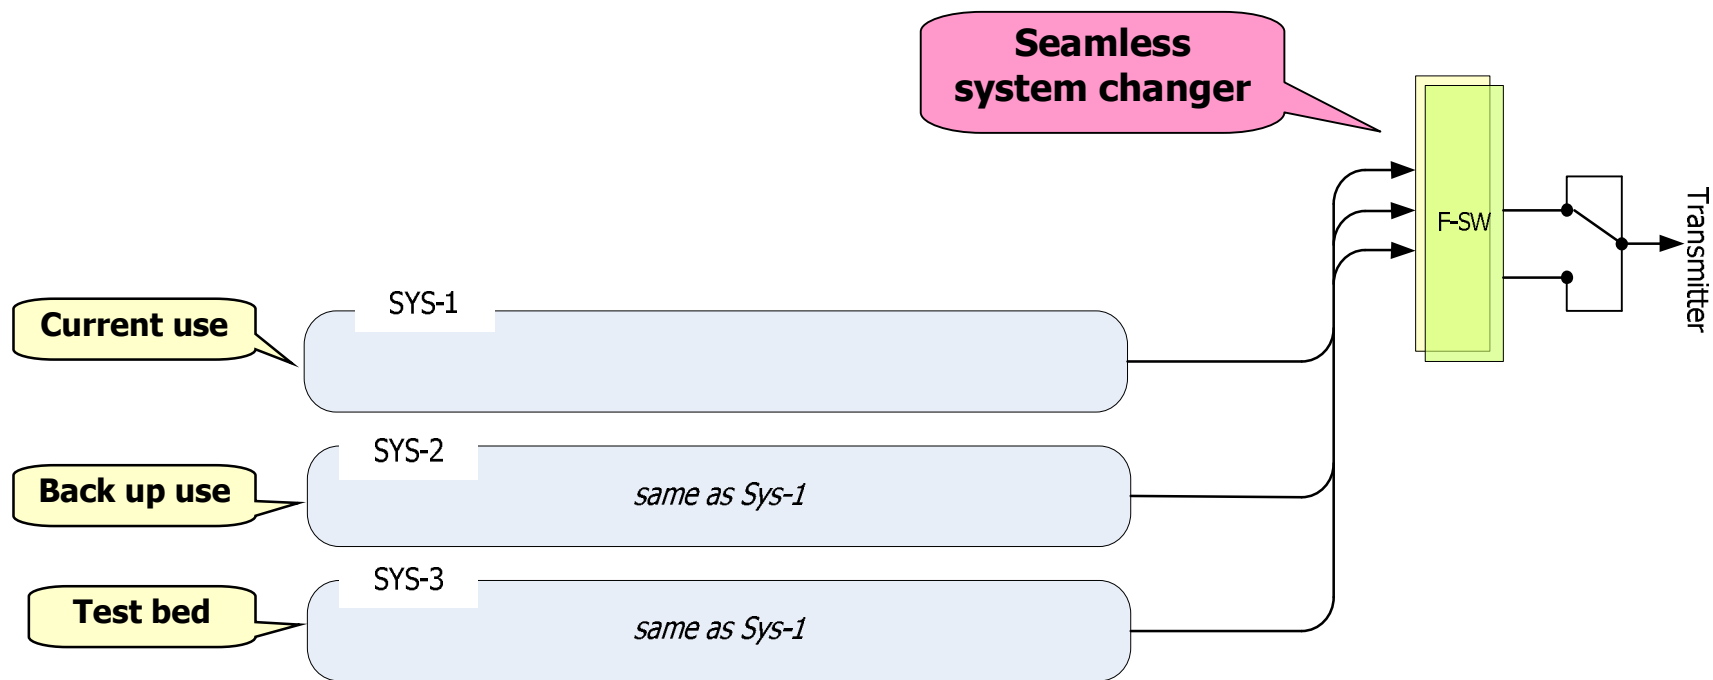 Seamless
system changer
F-SW
Transmitter
SYS-1
Current use
SYS-2
Back up use
same as Sys-1
SYS-3
Test bed
same as Sys-1